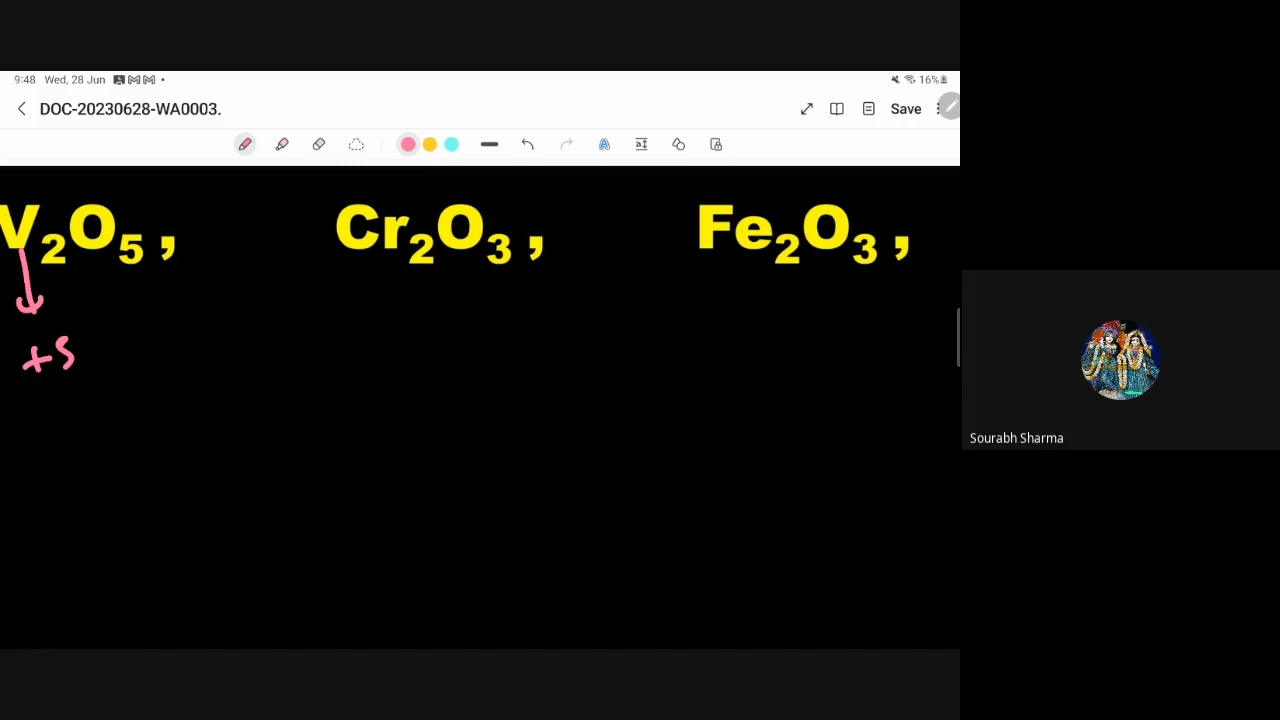 9:48 Wed, 28 Jun 16%
DOC-20230628-WA0003. Save
V₂O₅ , Cr₂O₃ , Fe₂O₃ ,
+5
Sourabh Sharma